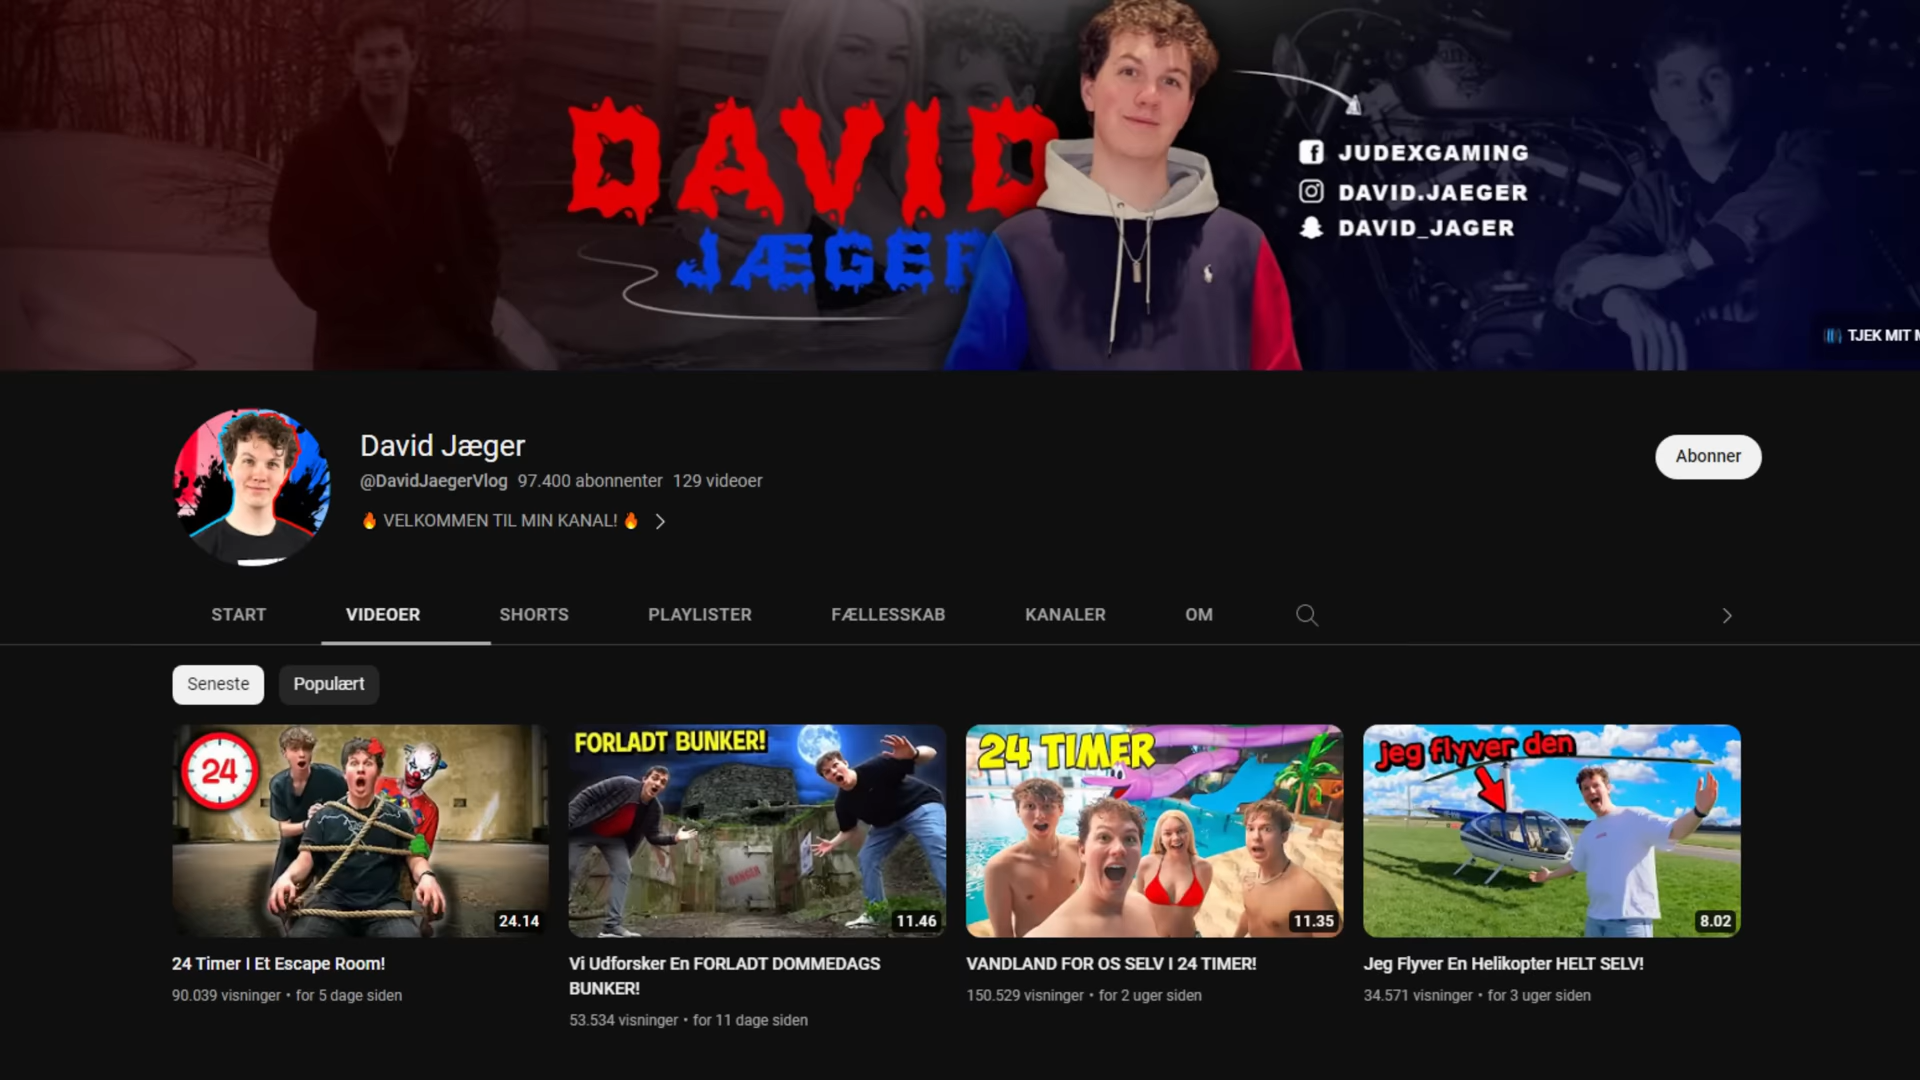 DAVID
JÆGER
JUDEXGAMING
DAVID.JAEGER
DAVID_JAGER
TJEK MIT
David Jæger
@DavidJaegerVlog 97.400 abonnenter 129 videoer
🔥 VELKOMMEN TIL MIN KANAL! 🔥
Abonner
START VIDEOER SHORTS PLAYLISTER FÆLLESSKAB KANALER OM
Seneste Populært
24
24.14
FORLADT BUNKER!
DANGER
11.46
24 TIMER
11.35
jeg flyver den
8.02
24 Timer I Et Escape Room!
90.039 visninger • for 5 dage siden
Vi Udforsker En FORLADT DOMMEDAGS
BUNKER!
53.534 visninger • for 11 dage siden
VANDLAND FOR OS SELV I 24 TIMER!
150.529 visninger • for 2 uger siden
Jeg Flyver En Helikopter HELT SELV!
34.571 visninger • for 3 uger siden